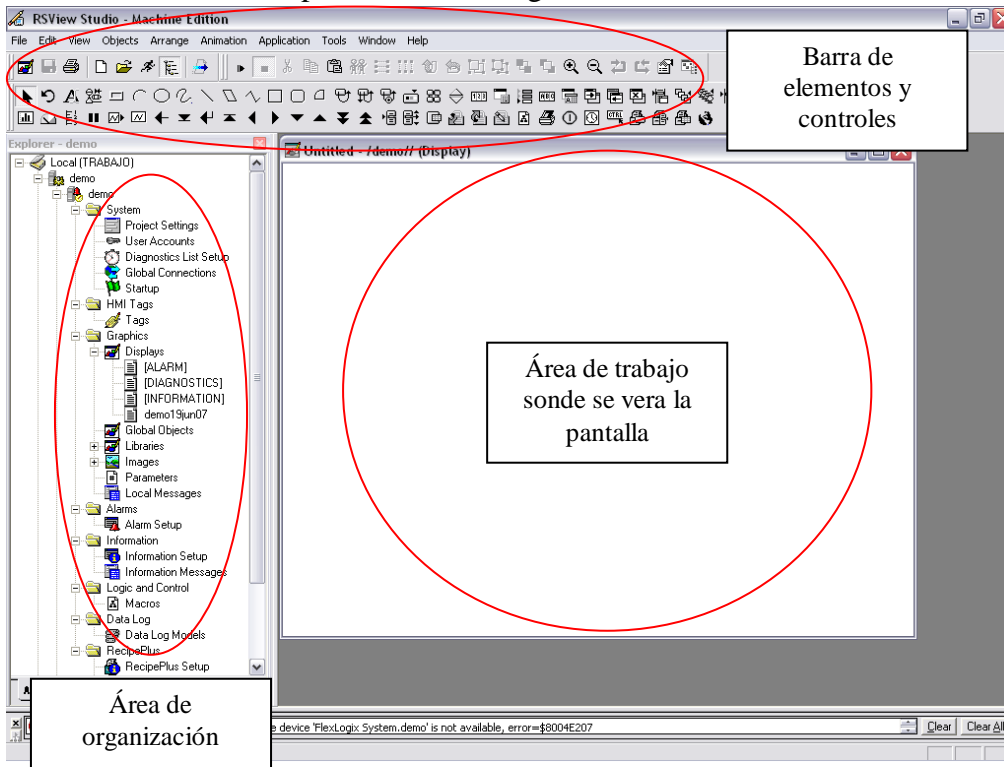 RSView Studio - Machine Edition
File Edit View Objects Arrange Animation Application Tools Window Help
Barra de
elementos y
controles
Explorer - demo
Untitled - /demo// (Display)
Local (TRABAJO)
demo
demo
System
Project Settings
User Accounts
Diagnostics List Setup
Global Connections
Startup
HMI Tags
Tags
Graphics
Displays
[ALARM]
[DIAGNOSTICS]
[INFORMATION]
demo19jun07
Global Objects
Libraries
Images
Parameters
Local Messages
Alarms
Alarm Setup
Information
Information Setup
Information Messages
Logic and Control
Macros
Data Log
Data Log Models
RecipePlus
RecipePlus Setup
Área de trabajo
sonde se vera la
pantalla
Área de
organización
device 'FlexLogix System.demo' is not available, error=$8004E207
Clear Clear All